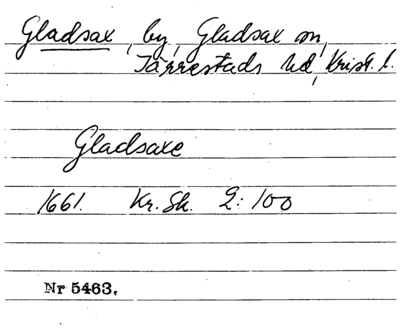 Gladsax, by, Gladsax sn,
Järrestads hd, Krist. l.
Gladsaxe
1661. Kr. Sk. 2:100
Nr 5463.